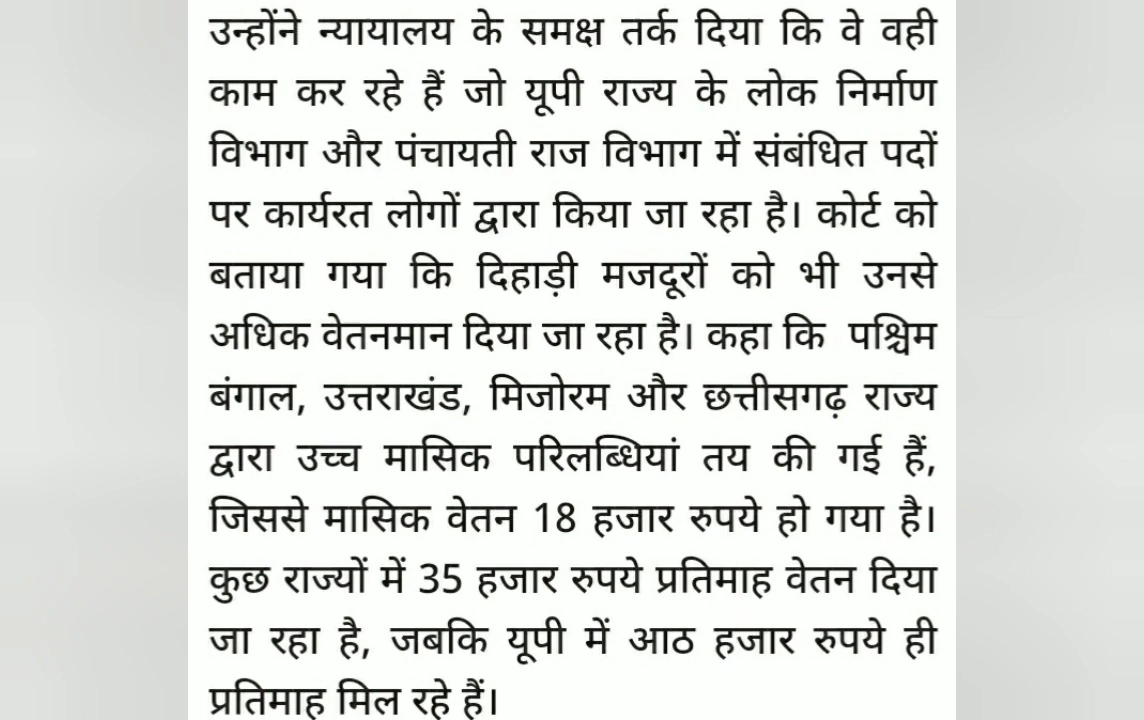 उन्होंने न्यायालय के समक्ष तर्क दिया कि वे वही
काम कर रहे हैं जो यूपी राज्य के लोक निर्माण
विभाग और पंचायती राज विभाग में संबंधित पदों
पर कार्यरत लोगों द्वारा किया जा रहा है। कोर्ट को
बताया गया कि दिहाड़ी मजदूरों को भी उनसे
अधिक वेतनमान दिया जा रहा है। कहा कि पश्चिम
बंगाल, उत्तराखंड, मिजोरम और छत्तीसगढ़ राज्य
द्वारा उच्च मासिक परिलब्धियां तय की गई हैं,
जिससे मासिक वेतन 18 हजार रुपये हो गया है।
कुछ राज्यों में 35 हजार रुपये प्रतिमाह वेतन दिया
जा रहा है, जबकि यूपी में आठ हजार रुपये ही
प्रतिमाह मिल रहे हैं।